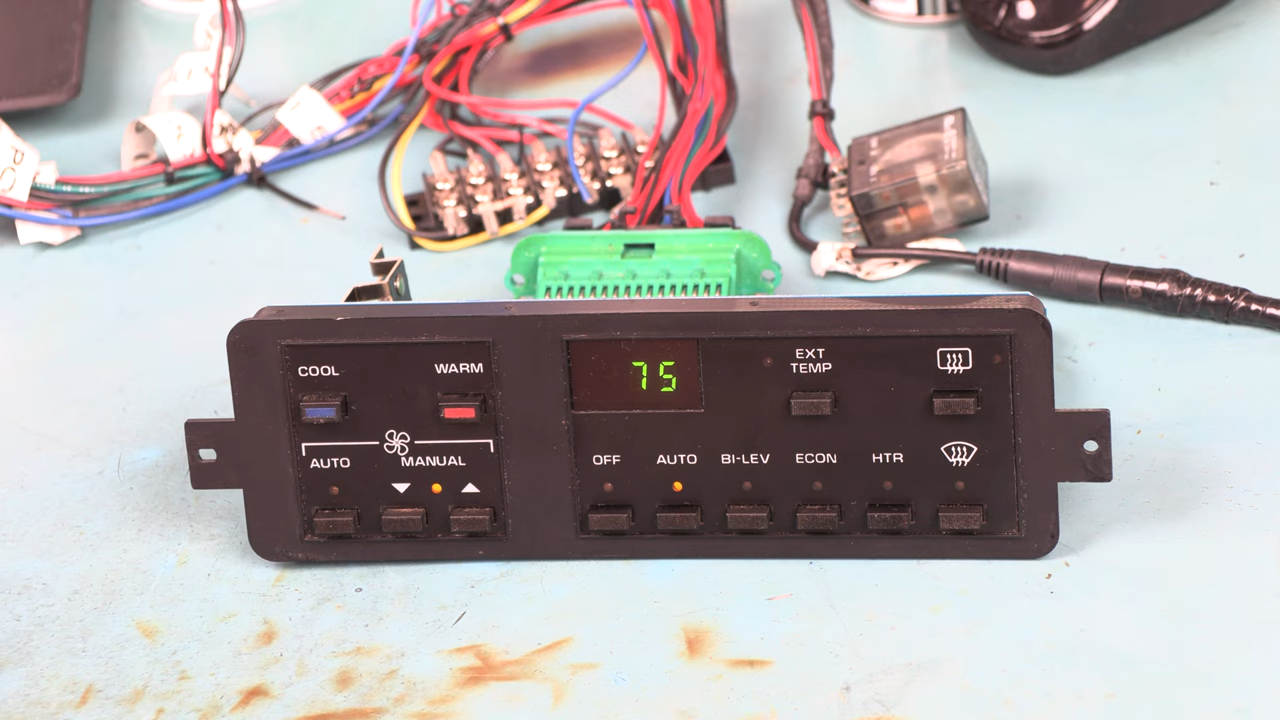 COOL
WARM
AUTO
MANUAL
75
EXT
TEMP
OFF
AUTO
BI-LEV
ECON
HTR